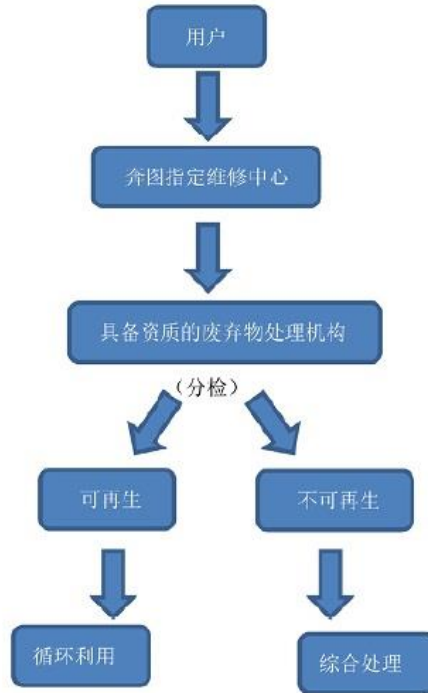 用户
奔图指定维修中心
具备资质的废弃物处理机构
（分检）
可再生
不可再生
循环利用
综合处理